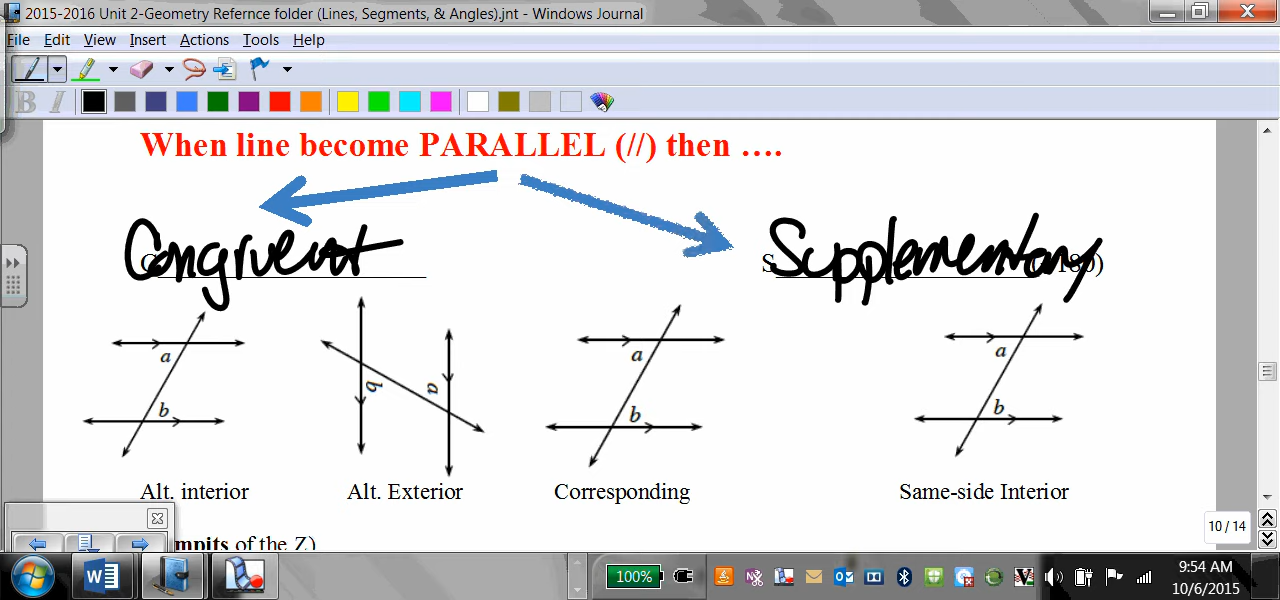 2015-2016 Unit 2-Geometry Refernce folder (Lines, Segments, & Angles).jnt - Windows Journal
File Edit View Insert Actions Tools Help
B I
When line become PARALLEL (//) then ….
Congruent
Supplementary 180)
a
b
b
a
a
b
a
b
Alt. interior Alt. Exterior Corresponding Same-side Interior
10 / 14
mpits of the Z)
100%
9:54 AM
10/6/2015